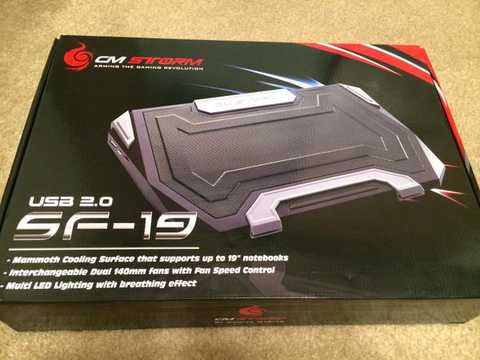 CM STORM
ARMING THE GAMING REVOLUTION
USB 2.0
SF-19
- Mammoth Cooling Surface that supports up to 19" notebooks
- Interchangeable Dual 140mm fans with Fan Speed Control
- Multi LED Lighting with breathing effect
CM STORM